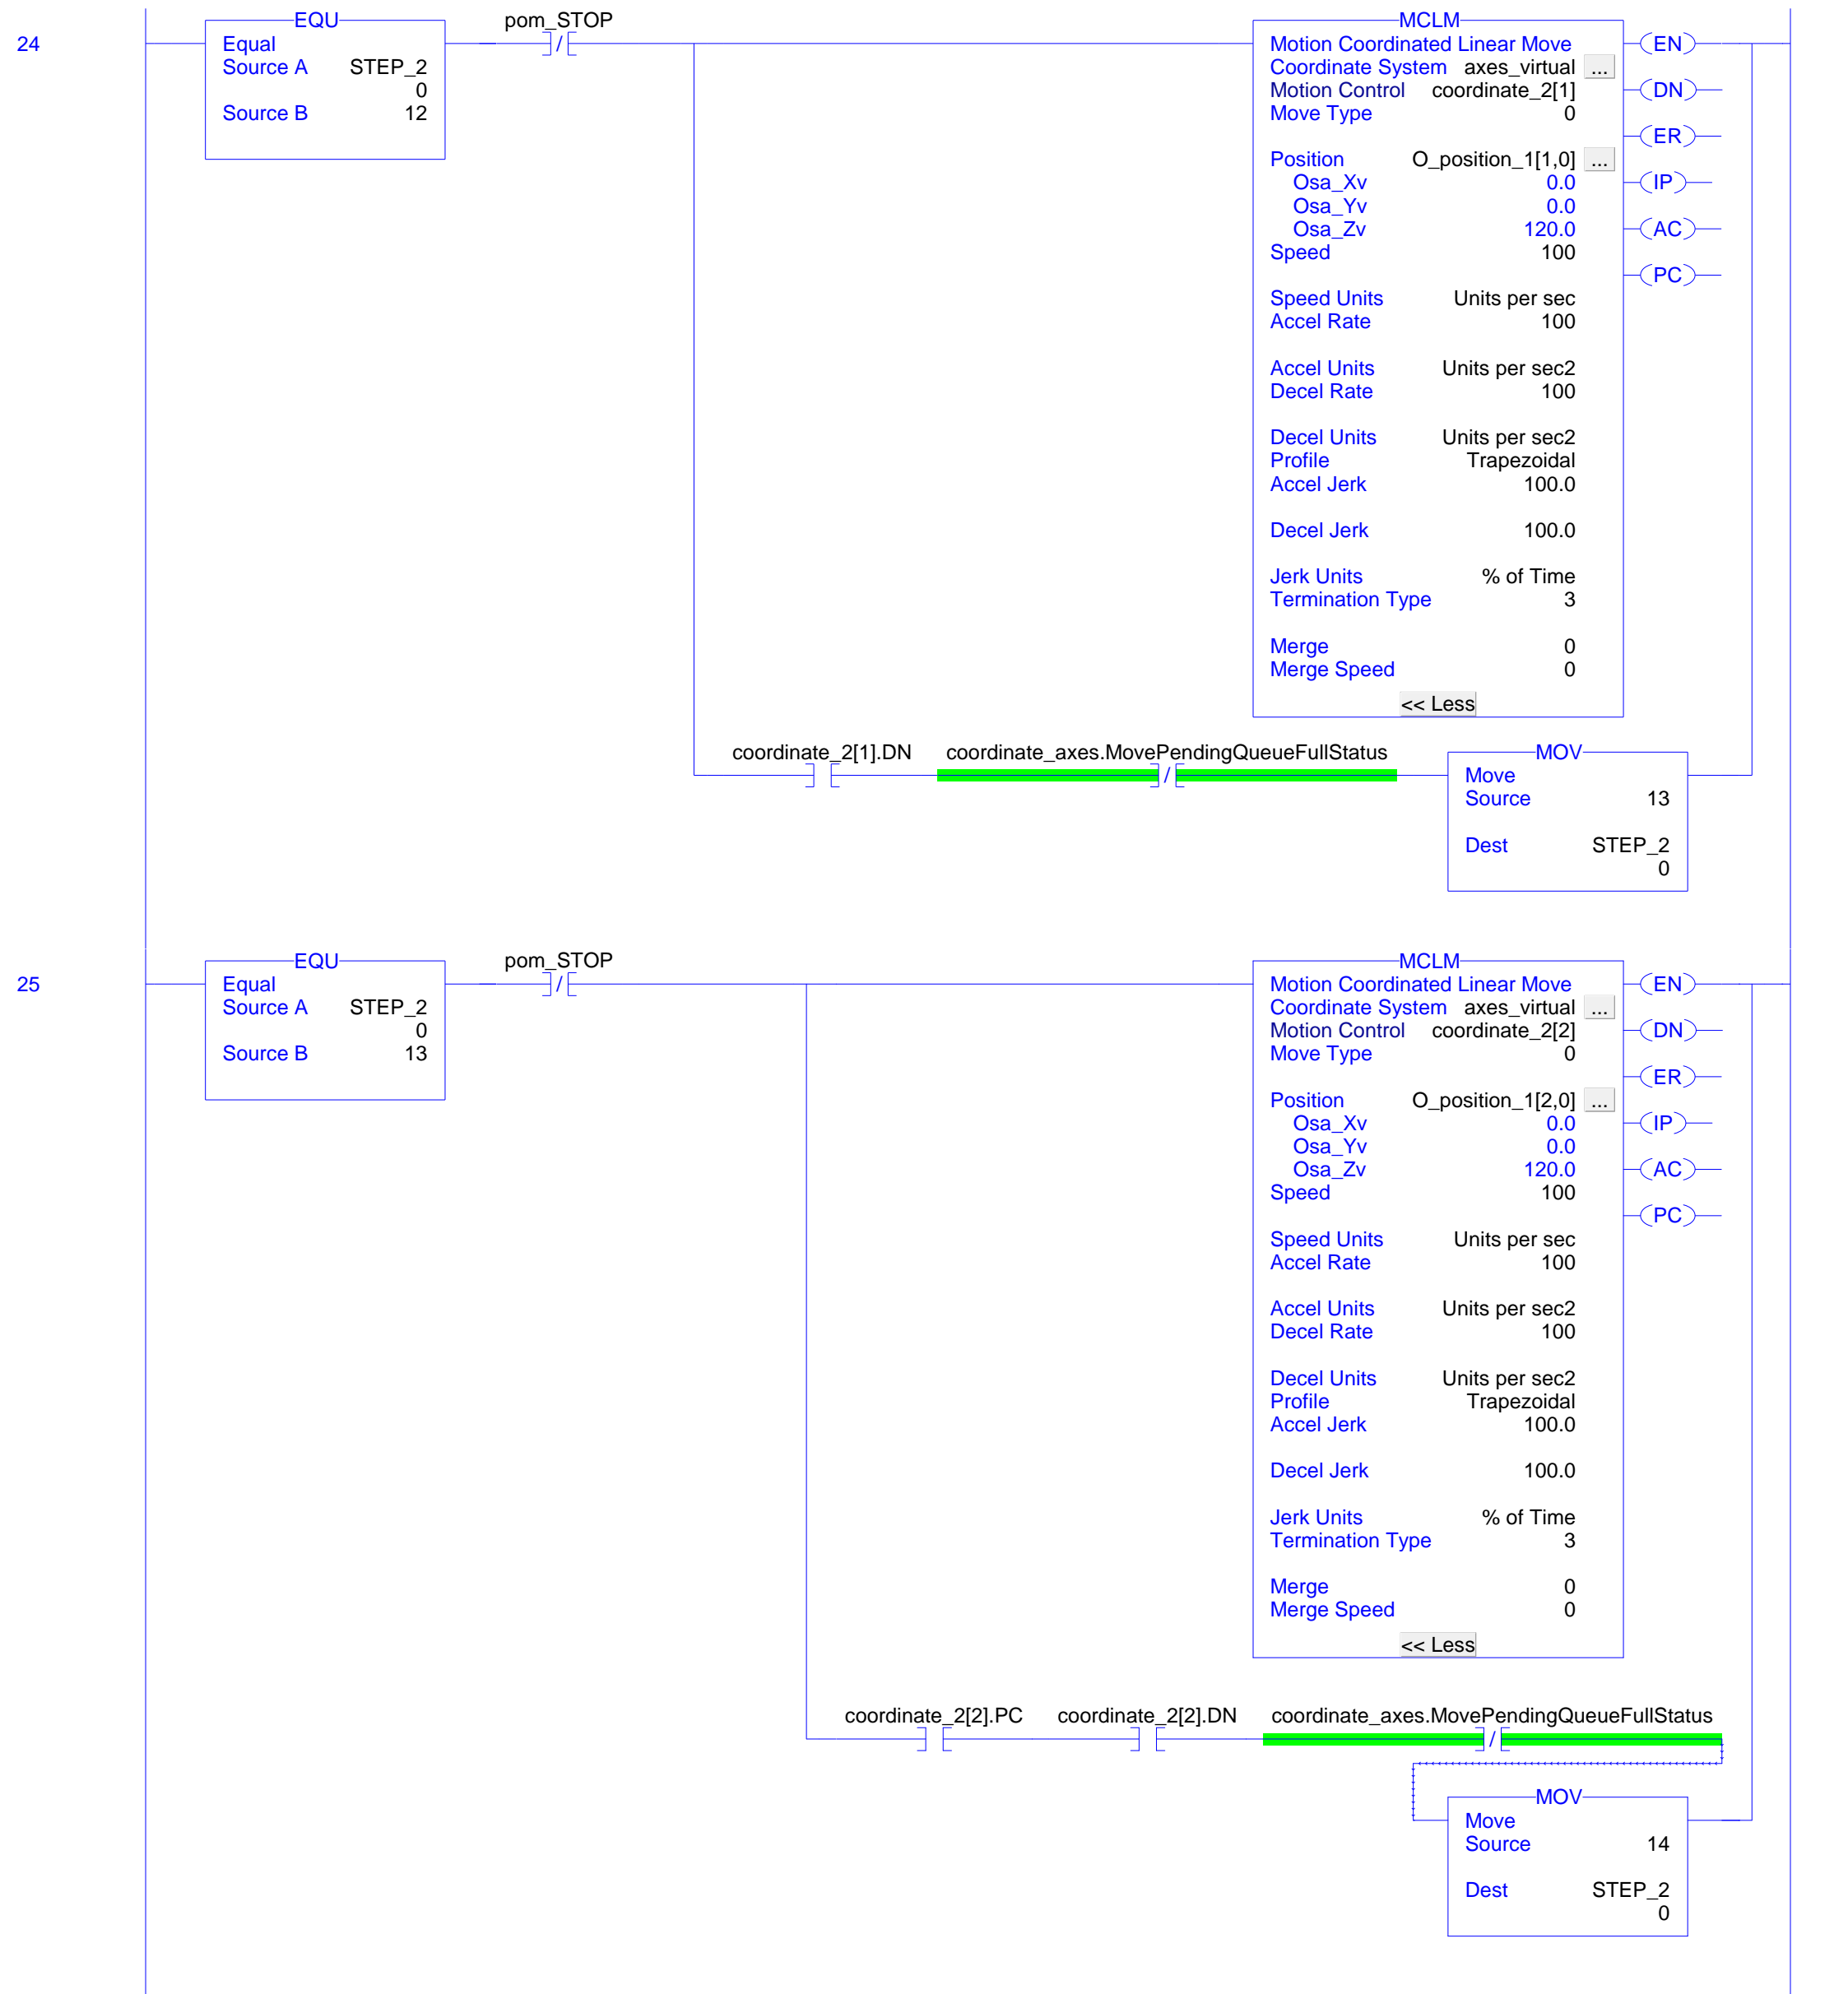 24
EQU
Equal
Source A STEP_2
0
Source B 12
pom_STOP
/
MCLM
Motion Coordinated Linear Move
Coordinate System axes_virtual ...
Motion Control coordinate_2[1]
Move Type 0
Position O_position_1[1,0] ...
Osa_Xv 0.0
Osa_Yv 0.0
Osa_Zv 120.0
Speed 100
Speed Units Units per sec
Accel Rate 100
Accel Units Units per sec2
Decel Rate 100
Decel Units Units per sec2
Profile Trapezoidal
Accel Jerk 100.0
Decel Jerk 100.0
Jerk Units % of Time
Termination Type 3
Merge 0
Merge Speed 0
<< Less
EN
DN
ER
IP
AC
PC
coordinate_2[1].DN
coordinate_axes.MovePendingQueueFullStatus
/
MOV
Move
Source 13
Dest STEP_2
0
25
EQU
Equal
Source A STEP_2
0
Source B 13
pom_STOP
/
MCLM
Motion Coordinated Linear Move
Coordinate System axes_virtual ...
Motion Control coordinate_2[2]
Move Type 0
Position O_position_1[2,0] ...
Osa_Xv 0.0
Osa_Yv 0.0
Osa_Zv 120.0
Speed 100
Speed Units Units per sec
Accel Rate 100
Accel Units Units per sec2
Decel Rate 100
Decel Units Units per sec2
Profile Trapezoidal
Accel Jerk 100.0
Decel Jerk 100.0
Jerk Units % of Time
Termination Type 3
Merge 0
Merge Speed 0
<< Less
EN
DN
ER
IP
AC
PC
coordinate_2[2].PC
coordinate_2[2].DN
coordinate_axes.MovePendingQueueFullStatus
/
MOV
Move
Source 14
Dest STEP_2
0